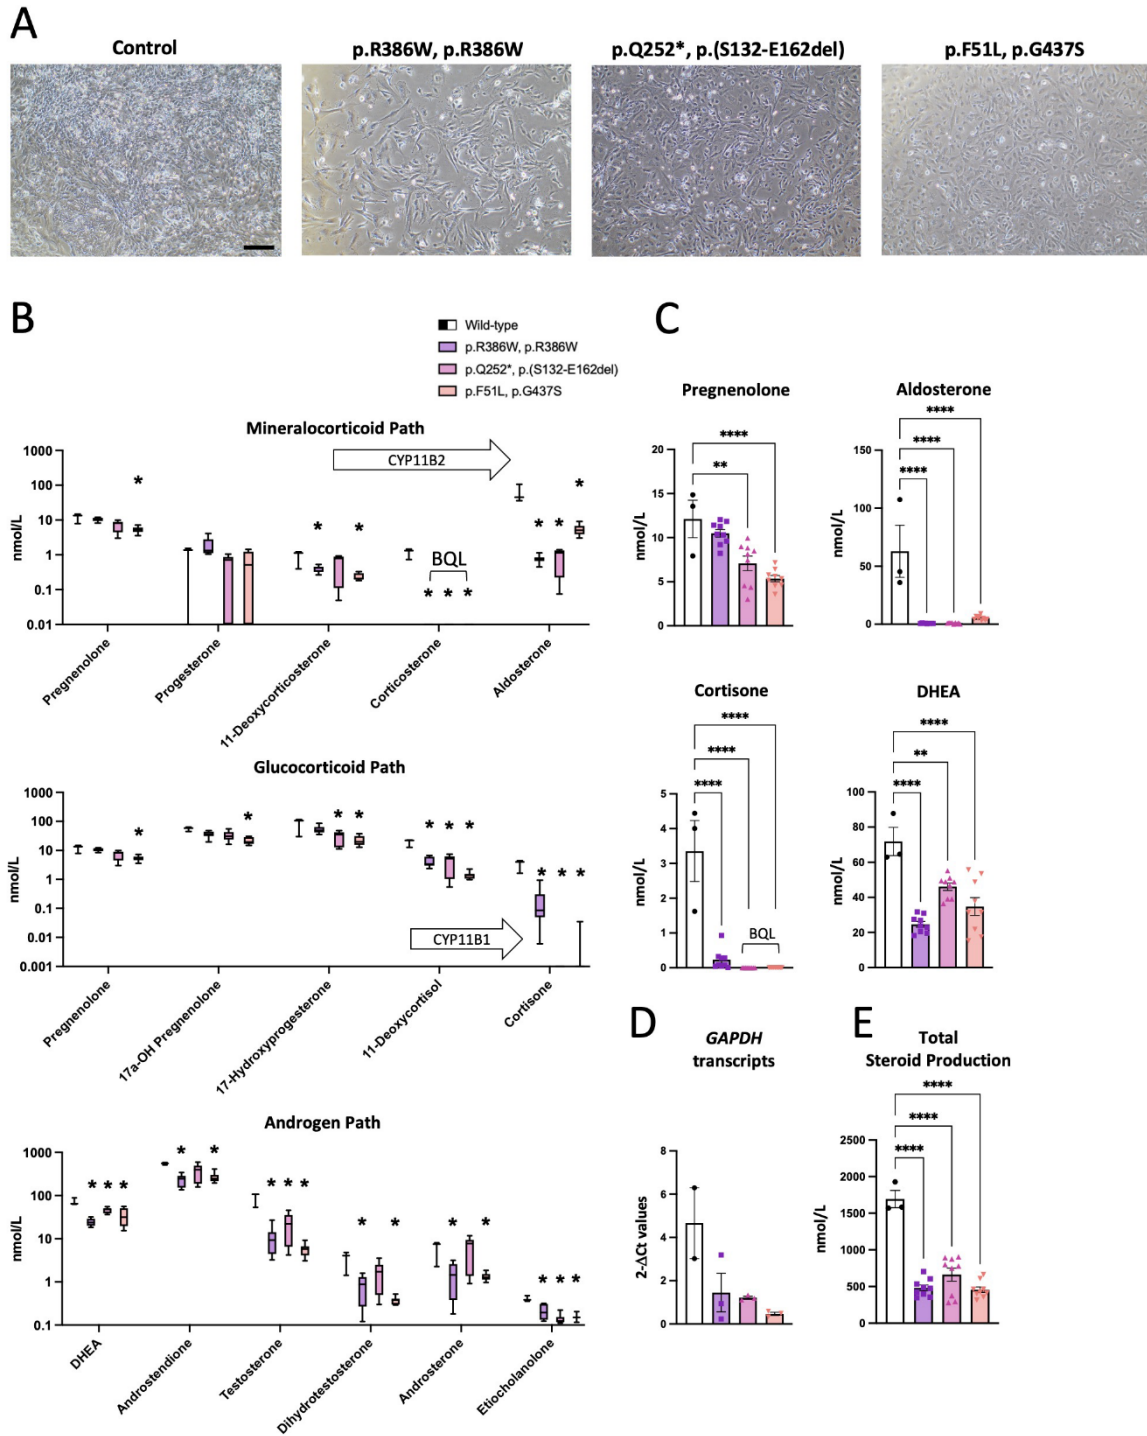 A
Control
p.R386W, p.R386W
p.Q252*, p.(S132-E162del)
p.F51L, p.G437S
B
Wild-type
p.R386W, p.R386W
p.Q252*, p.(S132-E162del)
p.F51L, p.G437S
Mineralocorticoid Path
CYP11B2
nmol/L
1000
100
10
1
0.1
0.01
*
*
*
BQL
* * *
* *
*
Pregnenolone
Progesterone
11-Deoxycorticosterone
Corticosterone
Aldosterone
Glucocorticoid Path
nmol/L
1000
100
10
1
0.1
0.01
0.001
*
*
* *
* * *
* * *
CYP11B1
Pregnenolone
17a-OH Pregnenolone
17-Hydroxyprogesterone
11-Deoxycortisol
Cortisone
Androgen Path
nmol/L
1000
100
10
1
0.1
* * *
* *
* * *
* *
* *
* * *
DHEA
Androstendione
Testosterone
Dihydrotestosterone
Androsterone
Etiocholanolone
C
Pregnenolone
nmol/L
20
15
10
5
0
****
**
Aldosterone
nmol/L
150
100
50
0
****
****
****
Cortisone
nmol/L
5
4
3
2
1
0
****
****
****
BQL
DHEA
nmol/L
100
80
60
40
20
0
****
**
****
D
GAPDH
transcripts
2-ΔCt values
8
6
4
2
0
E
Total
Steroid Production
nmol/L
2500
2000
1500
1000
500
0
****
****
****